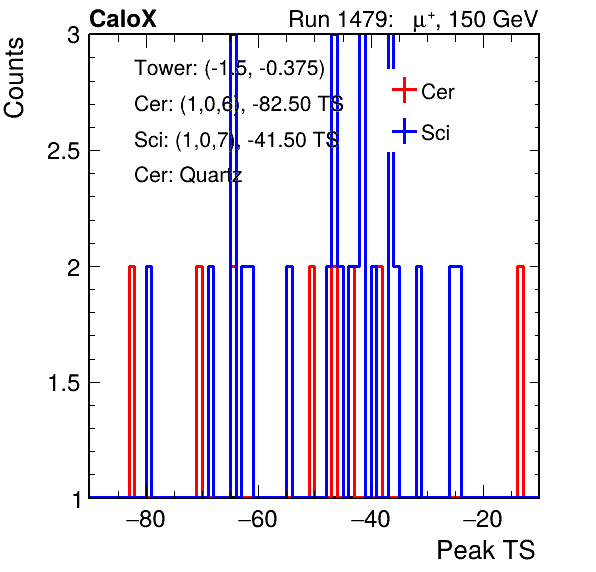 CaloX Run 1479: μ⁺, 150 GeV
Counts
3
2.5
2
1.5
1
Tower: (-1.5, -0.375)
Cer: (1,0,6), -82.50 TS
Sci: (1,0,7), -41.50 TS
Cer: Quartz
Cer
Sci
−80 −60 −40 −20
Peak TS